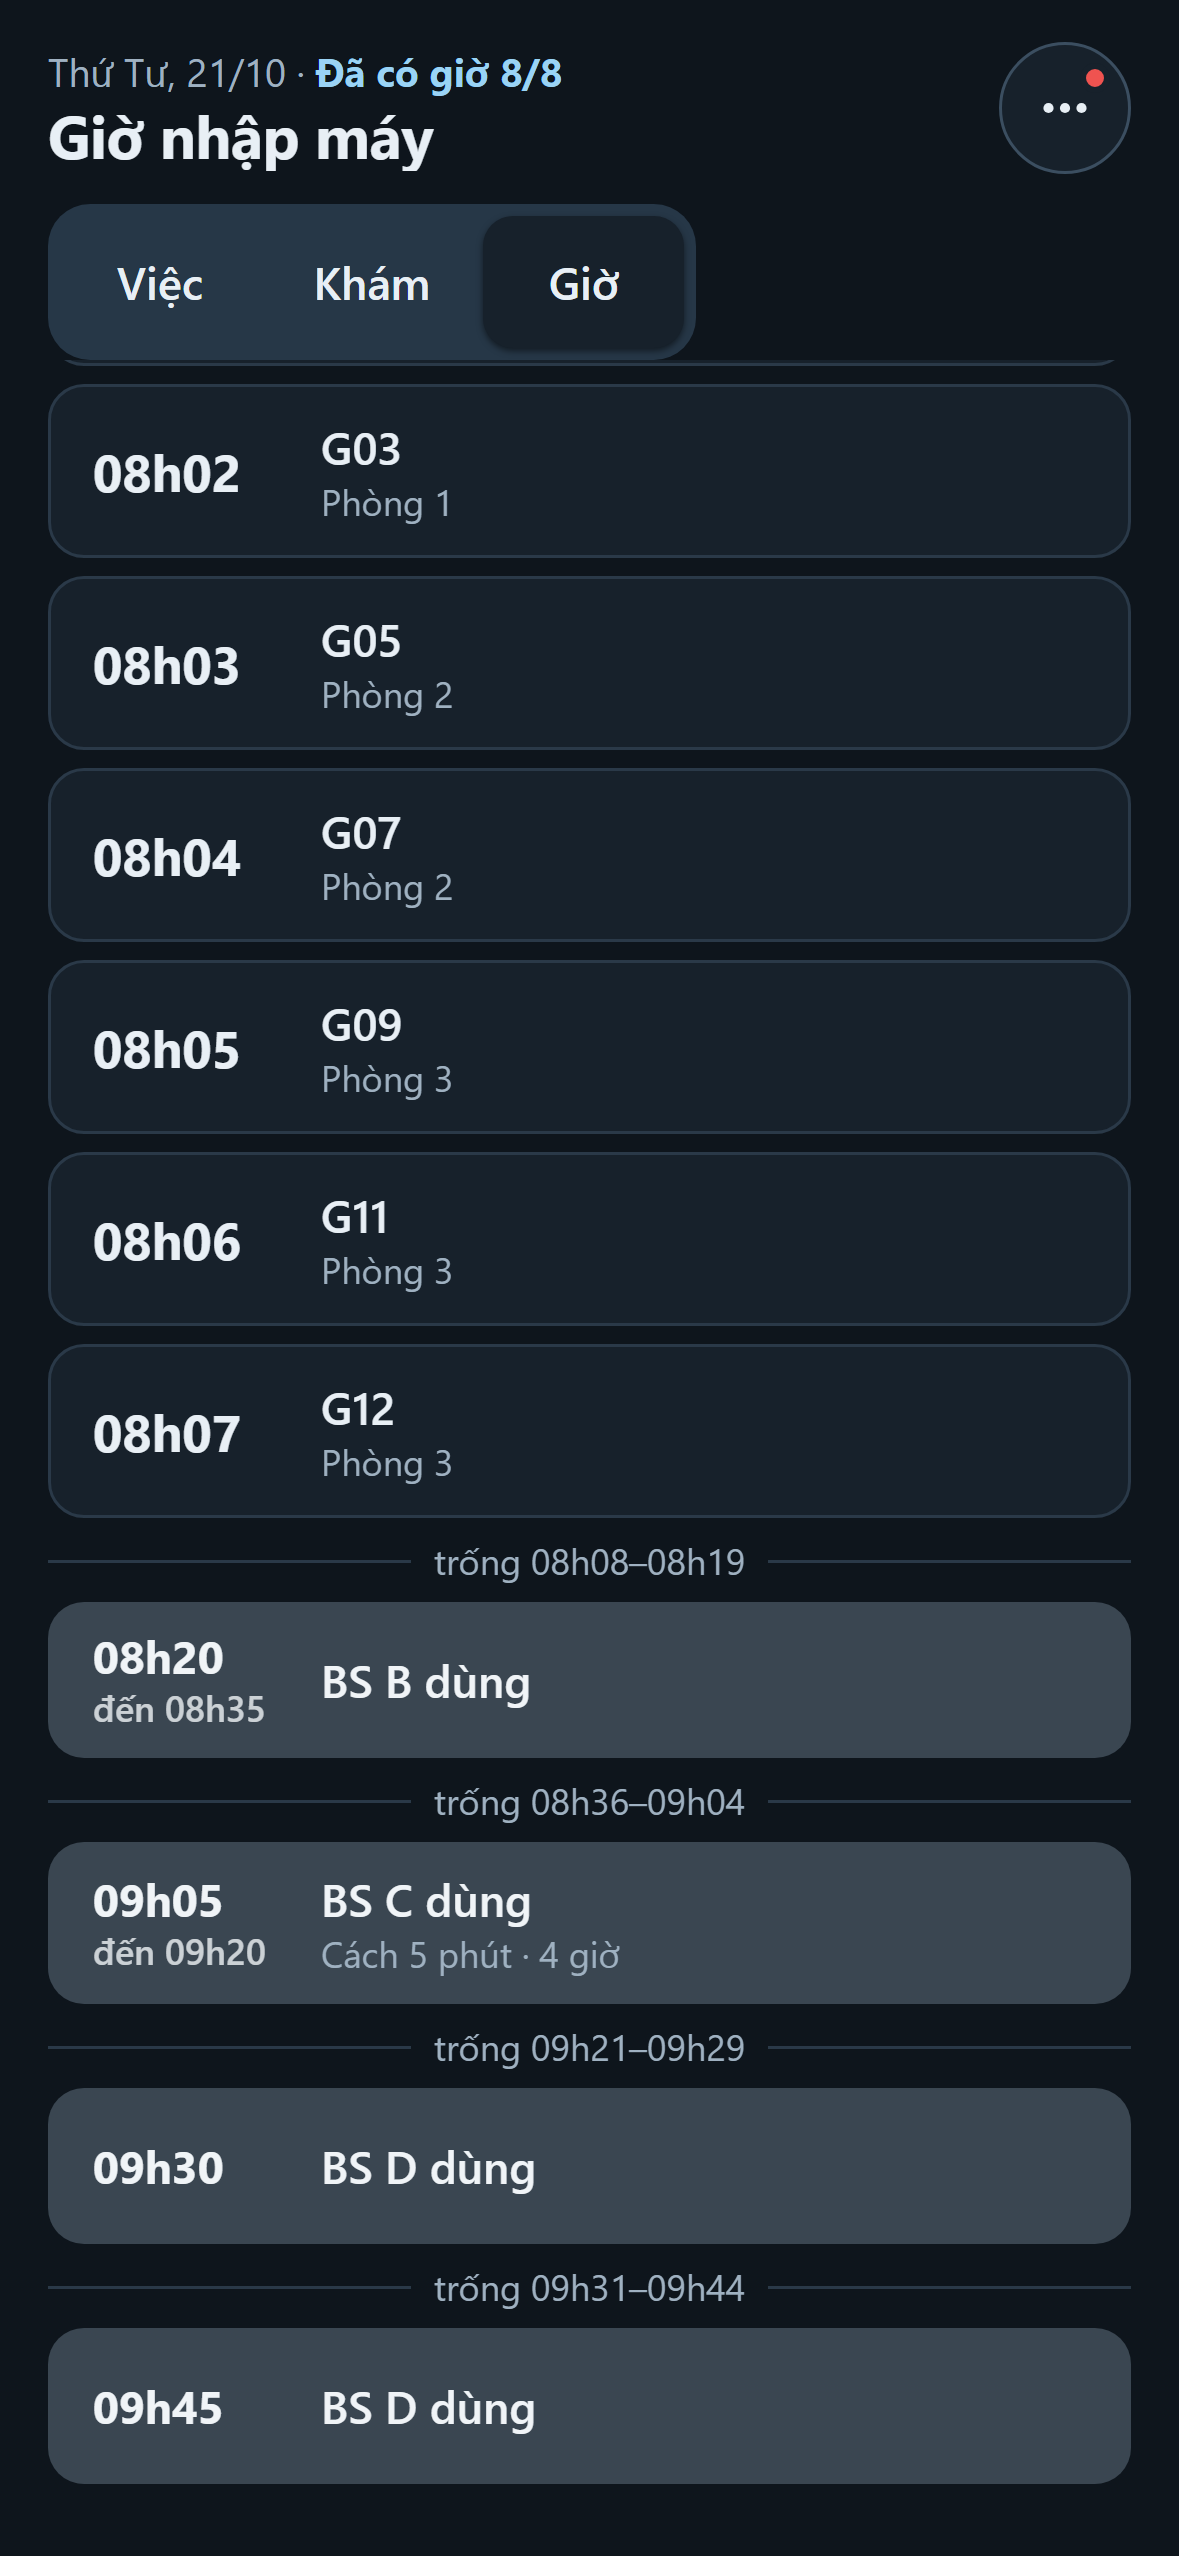 Thứ Tư, 21/10 · Đã có giờ 8/8
Giờ nhập máy
Việc
Khám
Giờ
08h02
G03
Phòng 1
08h03
G05
Phòng 2
08h04
G07
Phòng 2
08h05
G09
Phòng 3
08h06
G11
Phòng 3
08h07
G12
Phòng 3
trống 08h08–08h19
08h20
đến 08h35
BS B dùng
trống 08h36–09h04
09h05
đến 09h20
BS C dùng
Cách 5 phút · 4 giờ
trống 09h21–09h29
09h30
BS D dùng
trống 09h31–09h44
09h45
BS D dùng